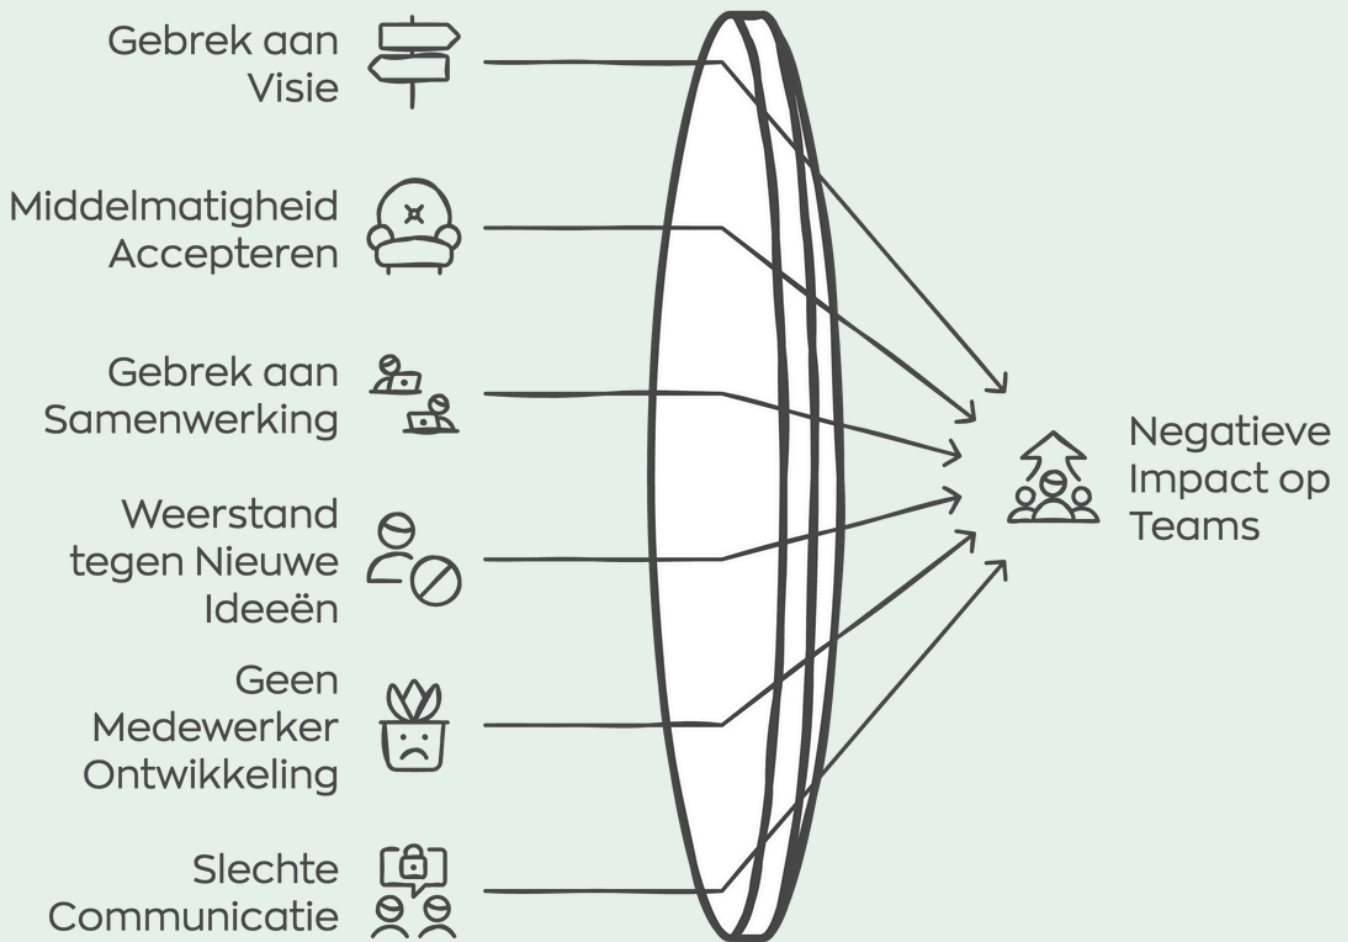 Gebrek aan
Visie
Middelmatigheid
Accepteren
Gebrek aan
Samenwerking
Weerstand
tegen Nieuwe
Ideeën
Geen
Medewerker
Ontwikkeling
Slechte
Communicatie
Negatieve
Impact op
Teams